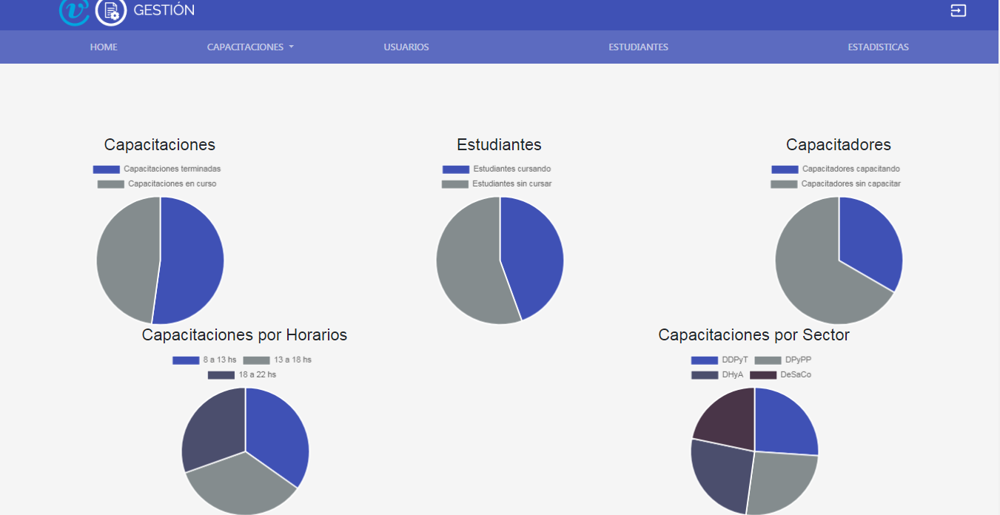 GESTIÓN
HOME CAPACITACIONES USUARIOS ESTUDIANTES ESTADISTICAS
Capacitaciones
Capacitaciones terminadas
Capacitaciones en curso
Estudiantes
Estudiantes cursando
Estudiantes sin cursar
Capacitadores
Capacitadores capacitando
Capacitadores sin capacitar
Capacitaciones por Horarios
8 a 13 hs 13 a 18 hs
18 a 22 hs
Capacitaciones por Sector
DDPyT DPyPP
DHyA DeSaCo